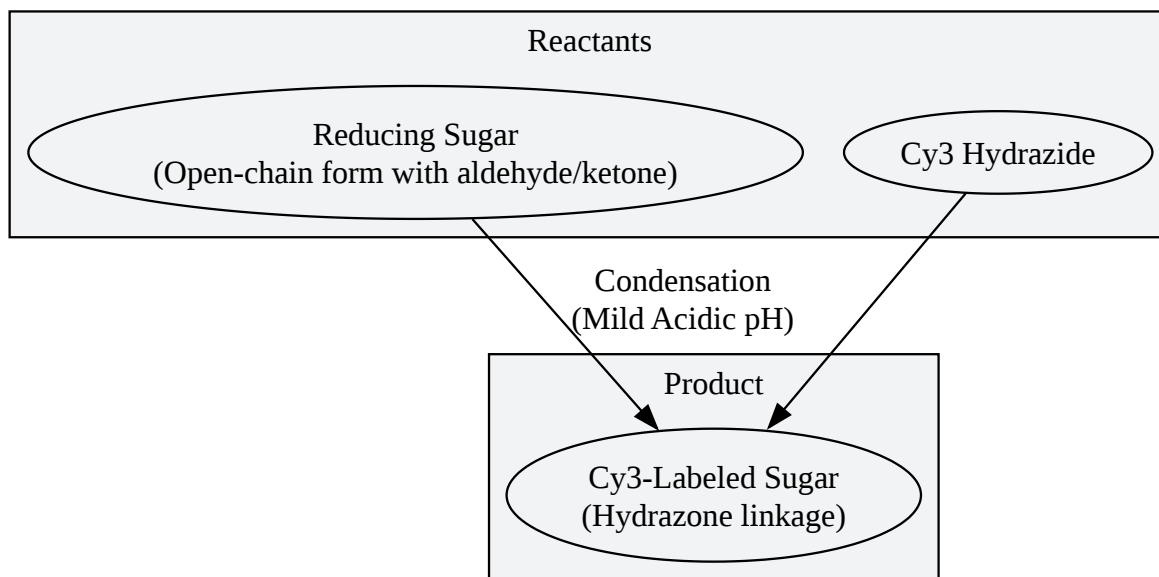 Reactants
Reducing Sugar
(Open-chain form with aldehyde/ketone)
Cy3 Hydrazide
Condensation
(Mild Acidic pH)
Product
Cy3-Labeled Sugar
(Hydrazone linkage)